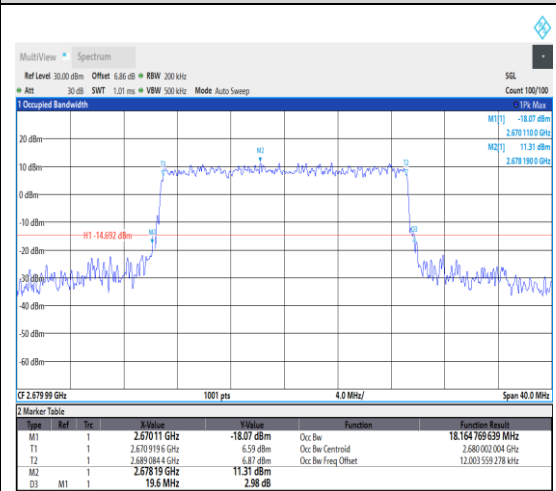 MultiView Spectrum
Ref Level 30.00 dBm Offset 6.86 dB RBW 200 kHz SGL
Att 30 dB SWT 1.01 ms VBW 500 kHz Mode Auto Sweep Count 100/100
1 Occupied Bandwidth 1Pk Max
M1[1] -18.07 dBm
2.670 110 0 GHz
M2[1] 11.31 dBm
2.678 190 0 GHz
20 dBm
M2
T1
T2
10 dBm
0 dBm
-10 dBm
M1
D3
H1 -14.692 dBm
-20 dBm
-30 dBm
-40 dBm
-50 dBm
-60 dBm
CF 2.679 99 GHz 1001 pts 4.0 MHz/ Span 40.0 MHz
2 Marker Table
Type Ref Trc X-Value Y-Value Function Function Result
M1 1 2.67011 GHz -18.07 dBm Occ Bw 18.164 769 639 MHz
T1 1 2.670 919 6 GHz 6.59 dBm Occ Bw Centroid 2.680 002 004 GHz
T2 1 2.689 084 4 GHz 6.87 dBm Occ Bw Freq Offset 12.003 559 278 kHz
M2 1 2.67819 GHz 11.31 dBm
D3 M1 1 19.6 MHz 2.98 dB